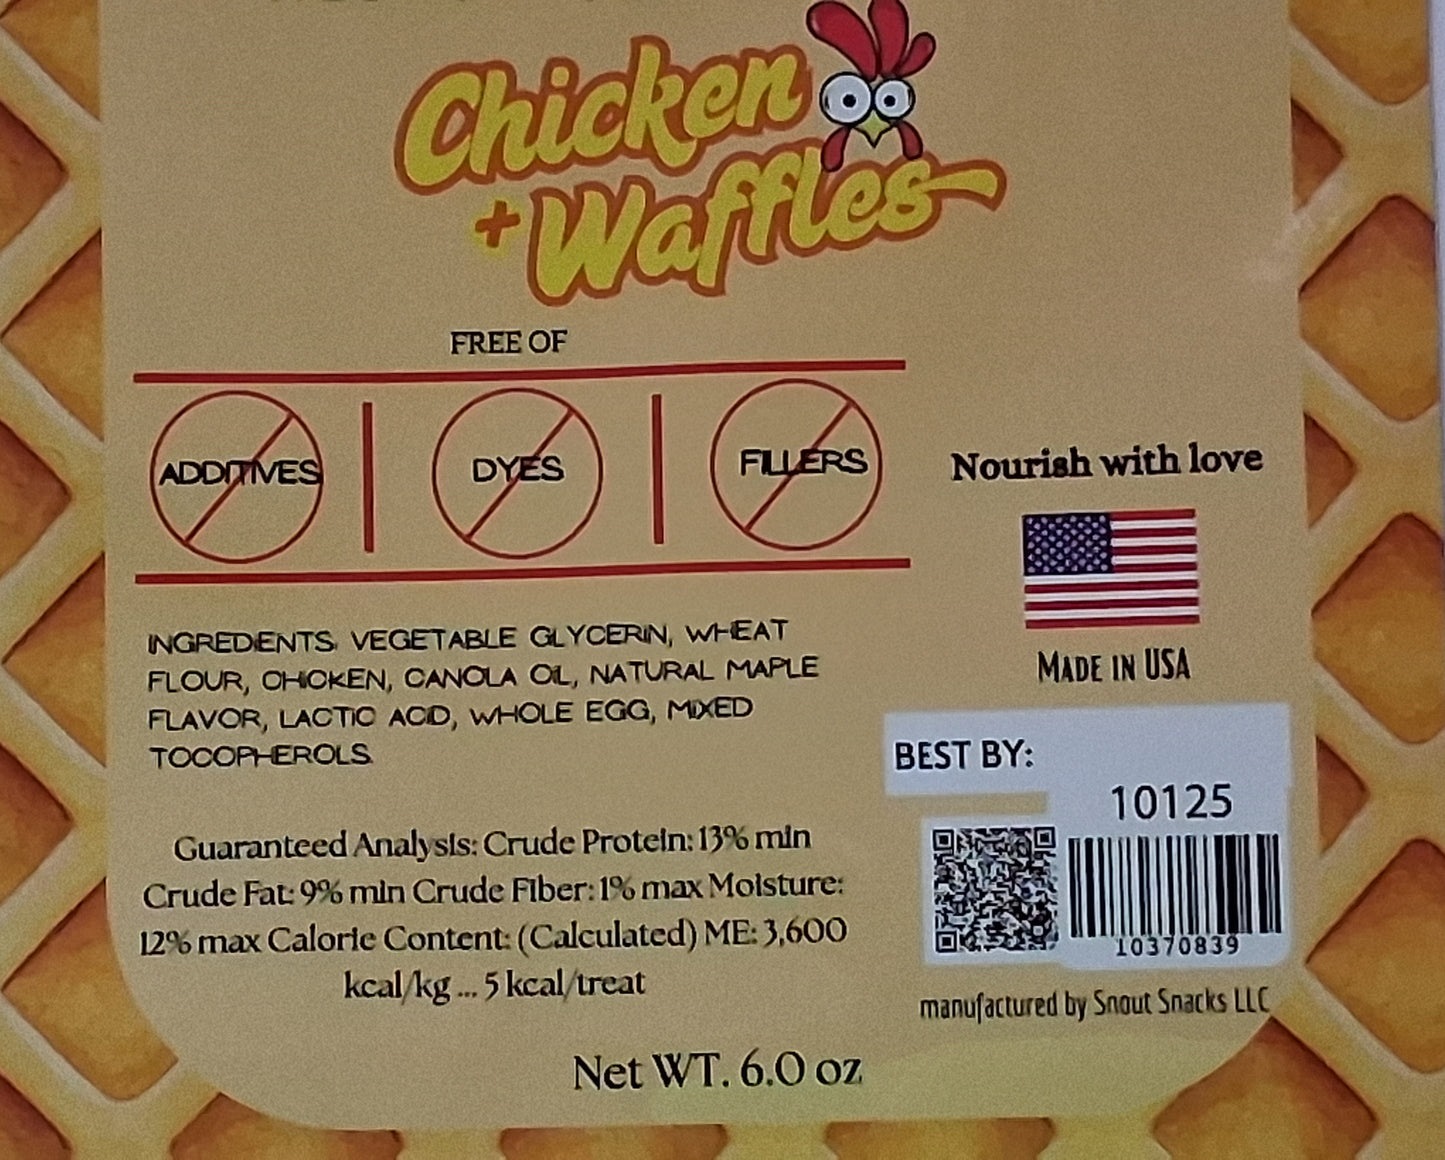 Chicken
+ Waffles
FREE OF
ADDITIVES
DYES
FILLERS
Nourish with love
MADE IN USA
INGREDIENTS: VEGETABLE GLYCERIN, WHEAT
FLOUR, CHICKEN, CANOLA OIL, NATURAL MAPLE
FLAVOR, LACTIC ACID, WHOLE EGG, MIXED
TOCOPHEROLS.
Guaranteed Analysis: Crude Protein: 13% min
Crude Fat: 9% min Crude Fiber: 1% max Moisture:
12% max Calorie Content: (Calculated) ME: 3,600
kcal/kg ... 5 kcal/treat
BEST BY:
10125
10370839
manufactured by Snout Snacks LLC
Net WT. 6.0 oz